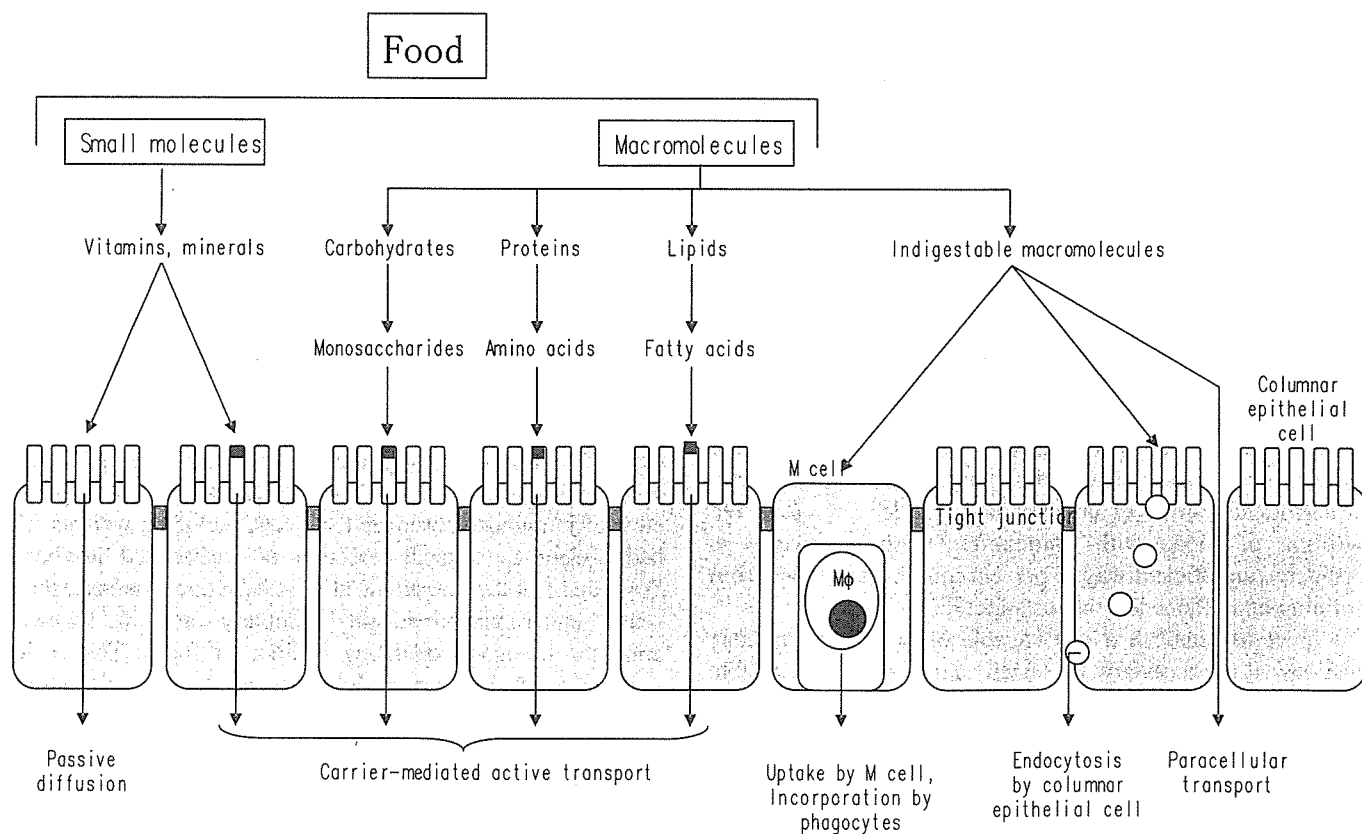 Food
Small molecules
Macromolecules
Vitamins, minerals
Carbohydrates
Proteins
Lipids
Indigestable macromolecules
Monosaccharides
Amino acids
Fatty acids
Columnar
epithelial
cell
M cell
Tight junction
Mφ
Passive
diffusion
Carrier-mediated active transport
Uptake by M cell,
Incorporation by
phagocytes
Endocytosis
by columnar
epithelial cell
Paracellular
transport